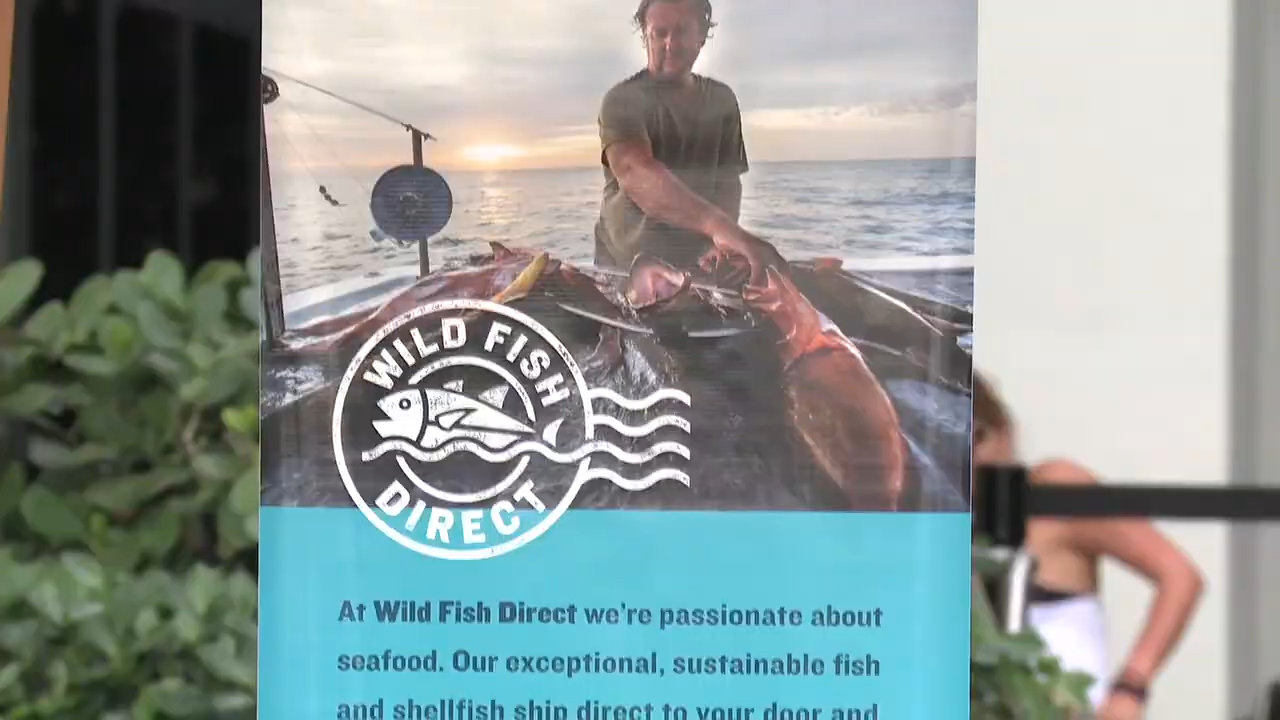 WILD FISH
DIRECT
At Wild Fish Direct we're passionate about
seafood. Our exceptional, sustainable fish
and shellfish ship direct to your door and